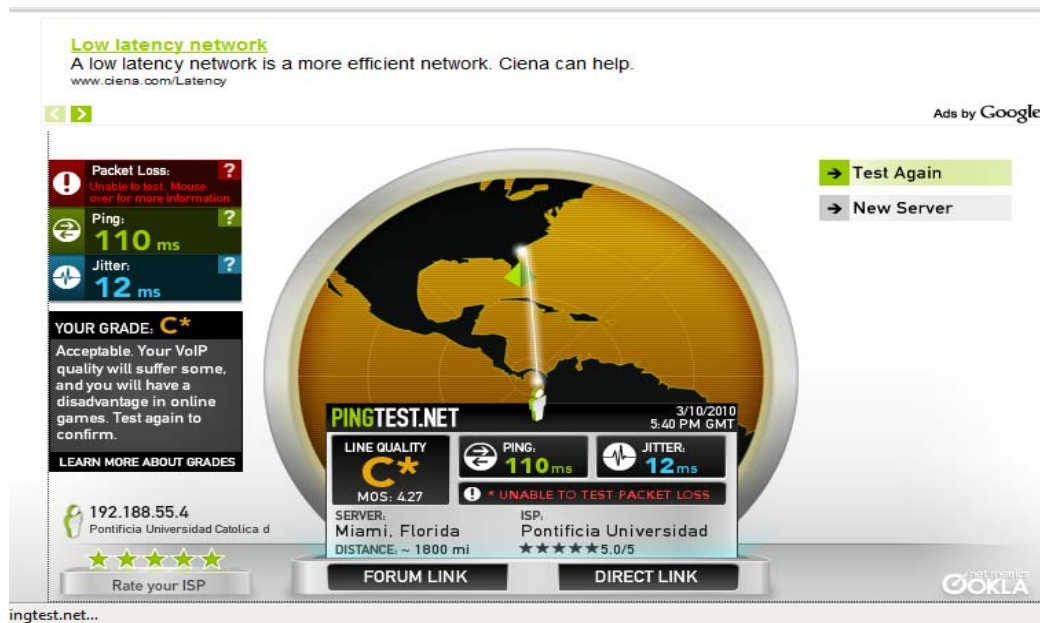 Low latency network
A low latency network is a more efficient network. Ciena can help.
www.ciena.com/Latency
Ads by Google
Packet Loss: ?
Unable to test. Mouse
over for more information.
Ping: ?
110 ms
Jitter: ?
12 ms
YOUR GRADE: C*
Acceptable. Your VoIP
quality will suffer some,
and you will have a
disadvantage in online
games. Test again to
confirm.
LEARN MORE ABOUT GRADES
192.188.55.4
Pontificia Universidad Catolica d
Rate your ISP
Test Again
New Server
PINGTEST.NET
3/10/2010
5:40 PM GMT
LINE QUALITY
C*
MOS: 4.27
PING:
110 ms
JITTER:
12 ms
* UNABLE TO TEST PACKET LOSS
SERVER:
Miami, Florida
DISTANCE: ~ 1800 mi
ISP:
Pontificia Universidad
★★★★★5.0/5
FORUM LINK
DIRECT LINK
net metrics
OOKLA
ingtest.net...